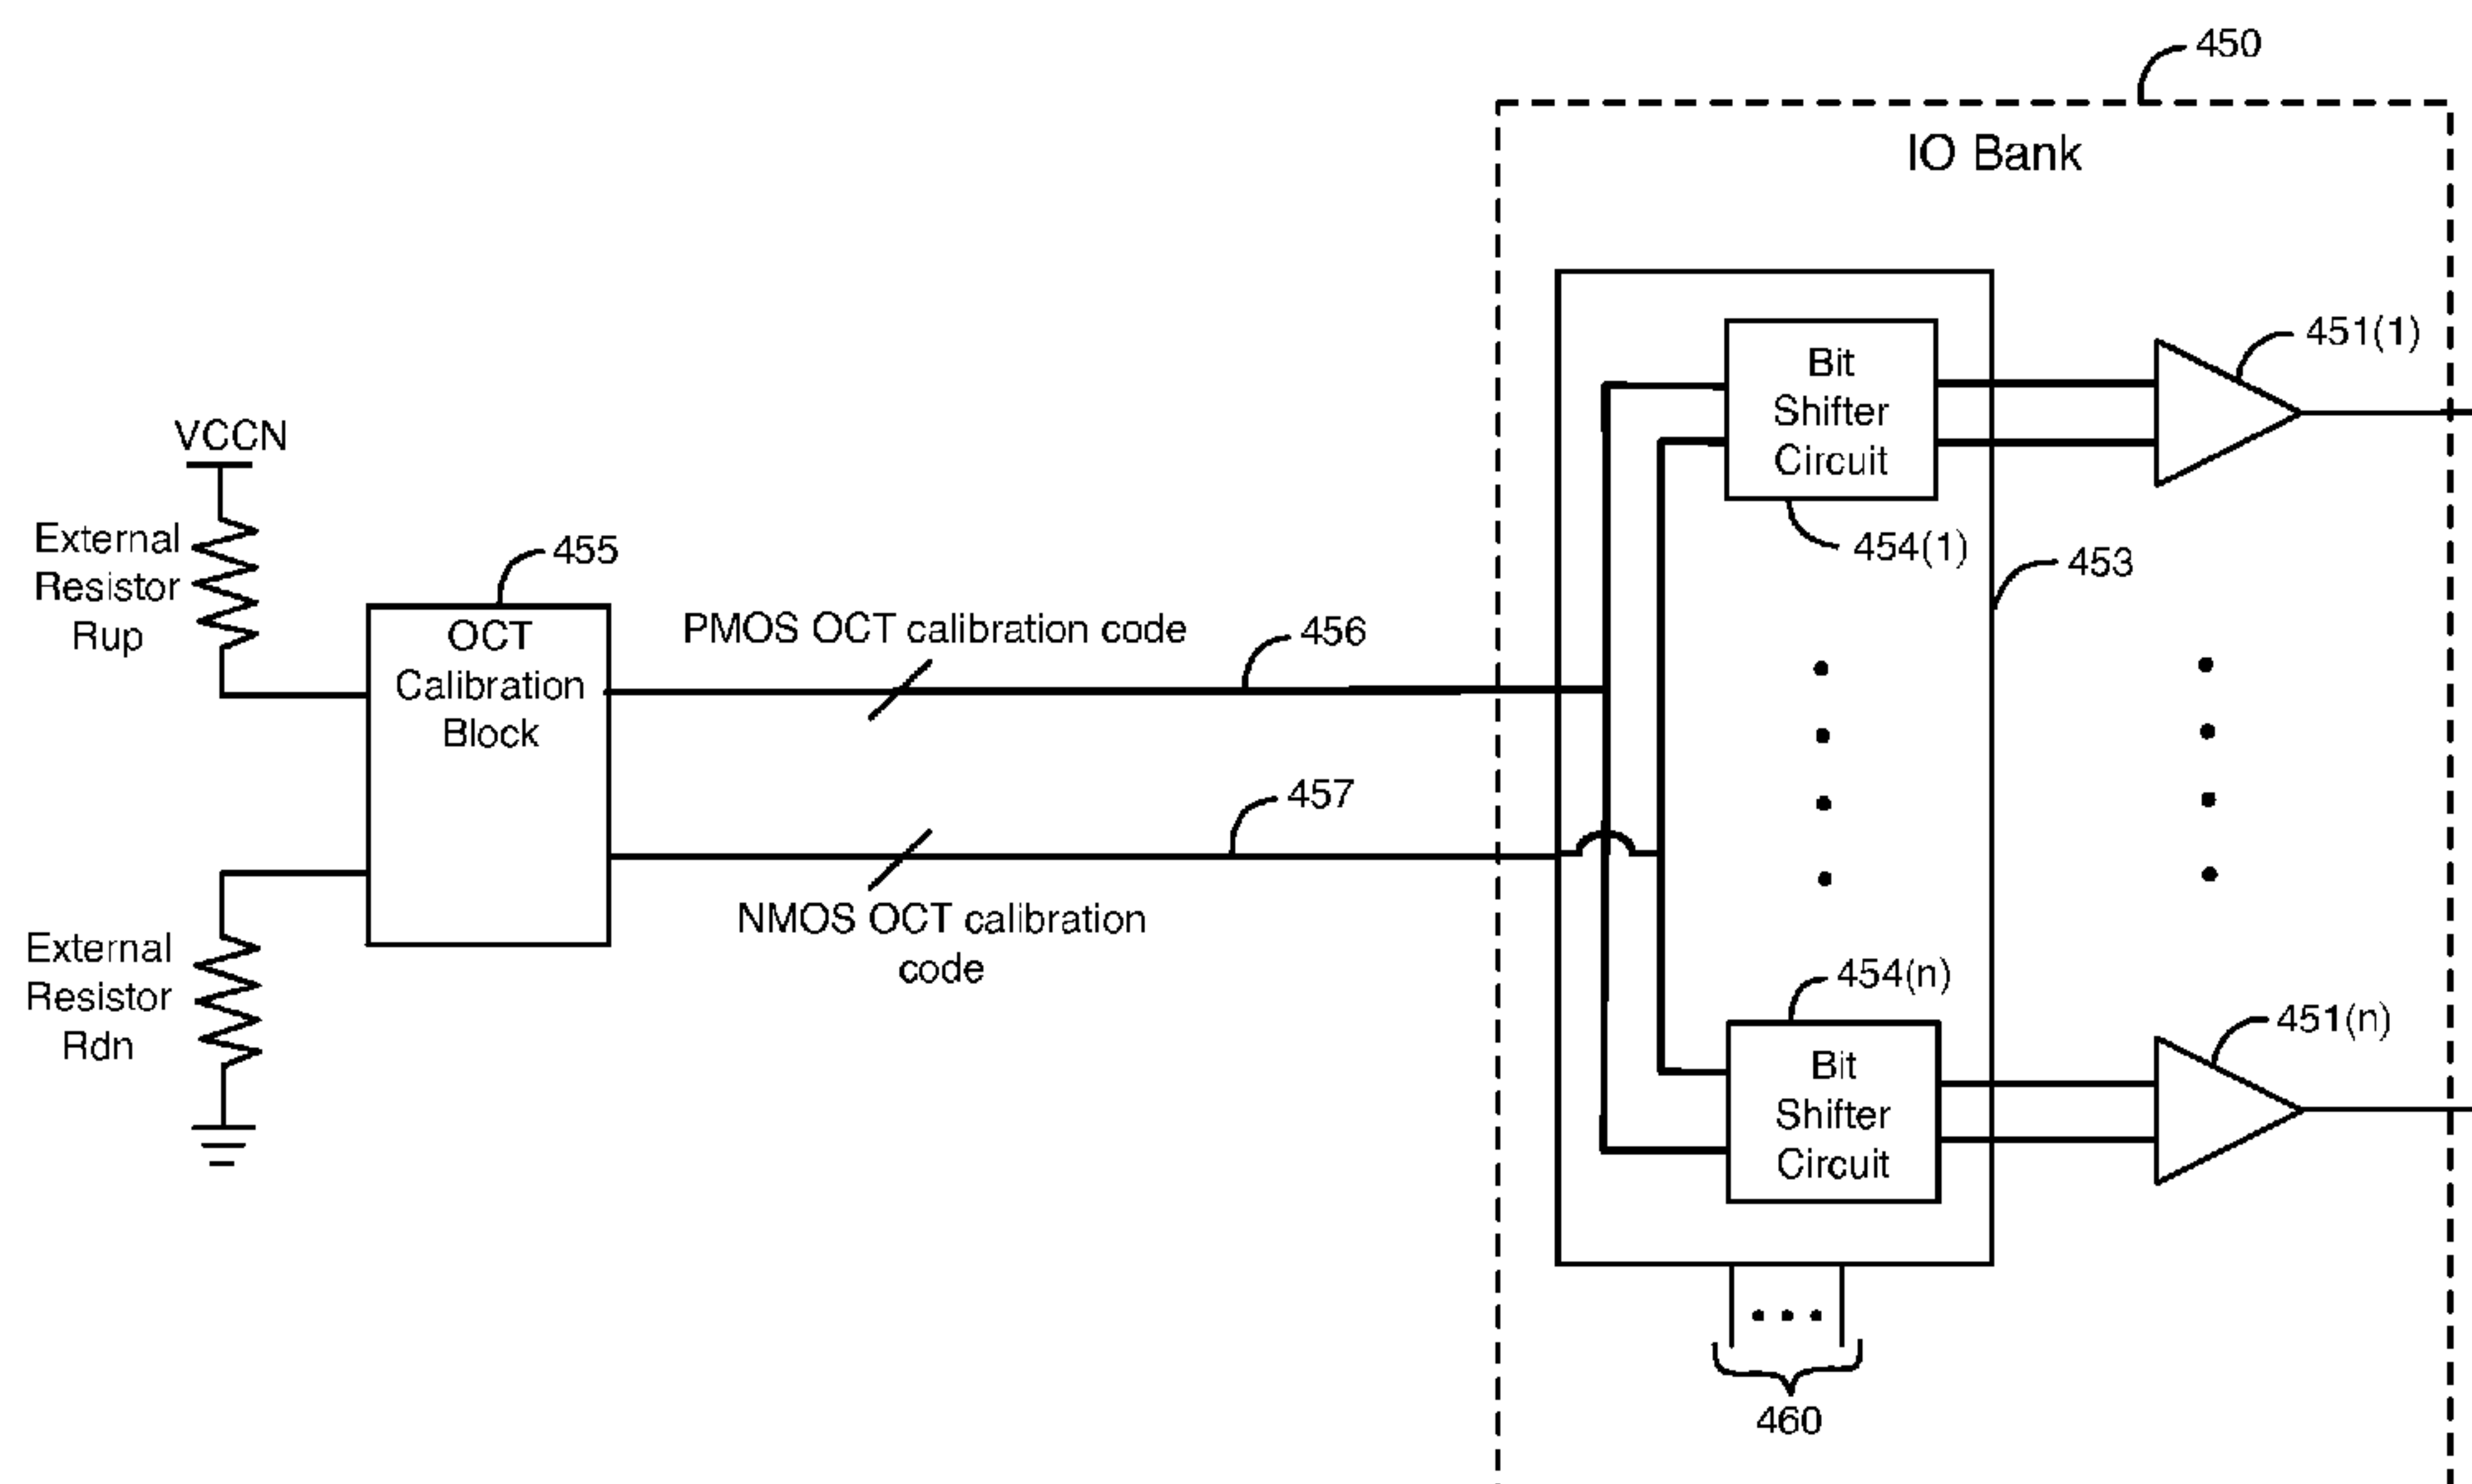 450
IO Bank
451(1)
Bit
Shifter
Circuit
454(1)
453
VCCN
External
Resistor
Rup
455
OCT
Calibration
Block
PMOS OCT calibration code
456
457
NMOS OCT calibration
code
External
Resistor
Rdn
454(n)
451(n)
Bit
Shifter
Circuit
460